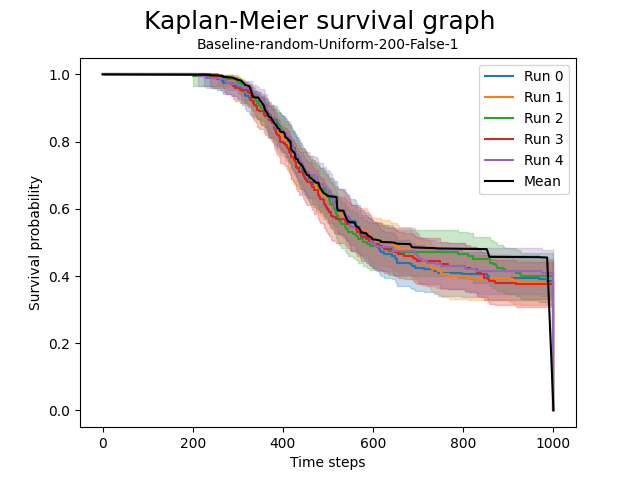 Kaplan-Meier survival graph
Baseline-random-Uniform-200-False-1
Survival probability
1.0
0.8
0.6
0.4
0.2
0.0
Run 0
Run 1
Run 2
Run 3
Run 4
Mean
0 200 400 600 800 1000
Time steps